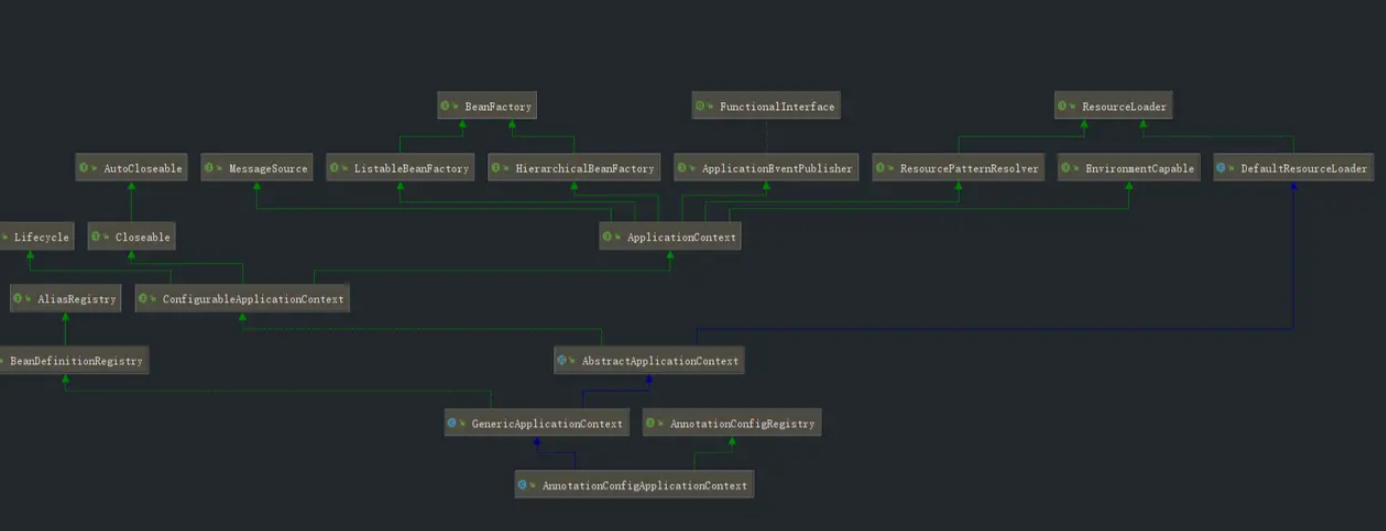 BeanFactory
FunctionalInterface
ResourceLoader
AutoCloseable
MessageSource
ListableBeanFactory
HierarchicalBeanFactory
ApplicationEventPublisher
ResourcePatternResolver
EnvironmentCapable
DefaultResourceLoader
Lifecycle
Closeable
ApplicationContext
AliasRegistry
ConfigurableApplicationContext
BeanDefinitionRegistry
AbstractApplicationContext
GenericApplicationContext
AnnotationConfigRegistry
AnnotationConfigApplicationContext